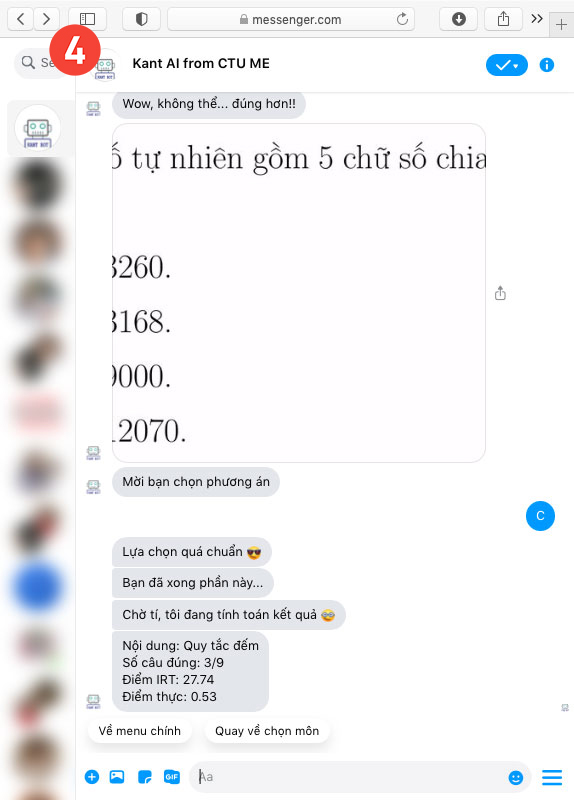 messenger.com
4
Kant AI from CTU ME
Wow, không thể... đúng hơn!!
ố tự nhiên gồm 5 chữ số chia
3260.
3168.
9000.
12070.
Mời bạn chọn phương án
C
Lựa chọn quá chuẩn 😎
Bạn đã xong phần này...
Chờ tí, tôi đang tính toán kết quả 🤓
Nội dung: Quy tắc đếm
Số câu đúng: 3/9
Điểm IRT: 27.74
Điểm thực: 0.53
Về menu chính
Quay về chọn môn
GIF
Aa